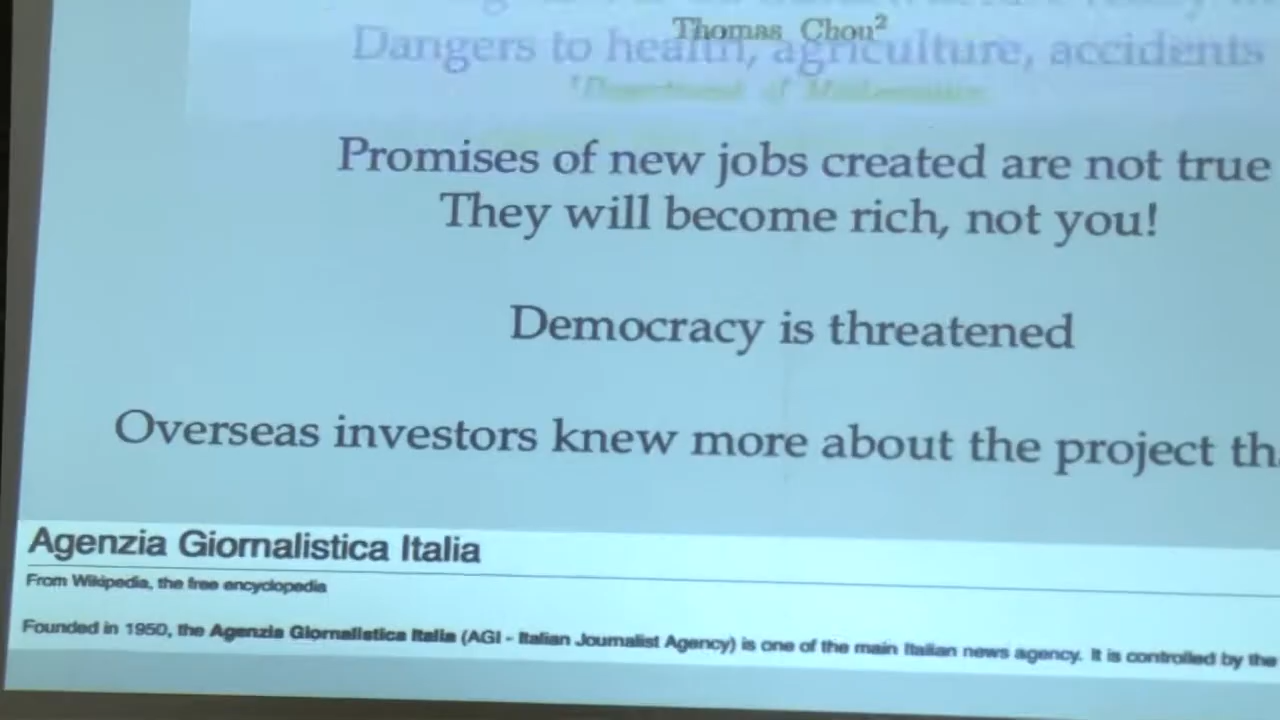 Thomas Chou²
Dangers to health, agriculture, accidents
Promises of new jobs created are not true
They will become rich, not you!
Democracy is threatened
Overseas investors knew more about the project
Agenzia Giornalistica Italia
From Wikipedia, the free encyclopedia
Founded in 1950, the Agenzia Giornalistica Italia (AGI - Italian Journalist Agency) is one of the main Italian news agency. It is controlled by the